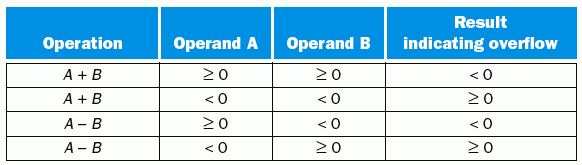 Operation Operand A Operand B Result indicating overflow
A + B ≥ 0 ≥ 0 < 0
A + B < 0 < 0 ≥ 0
A − B ≥ 0 < 0 < 0
A − B < 0 ≥ 0 ≥ 0